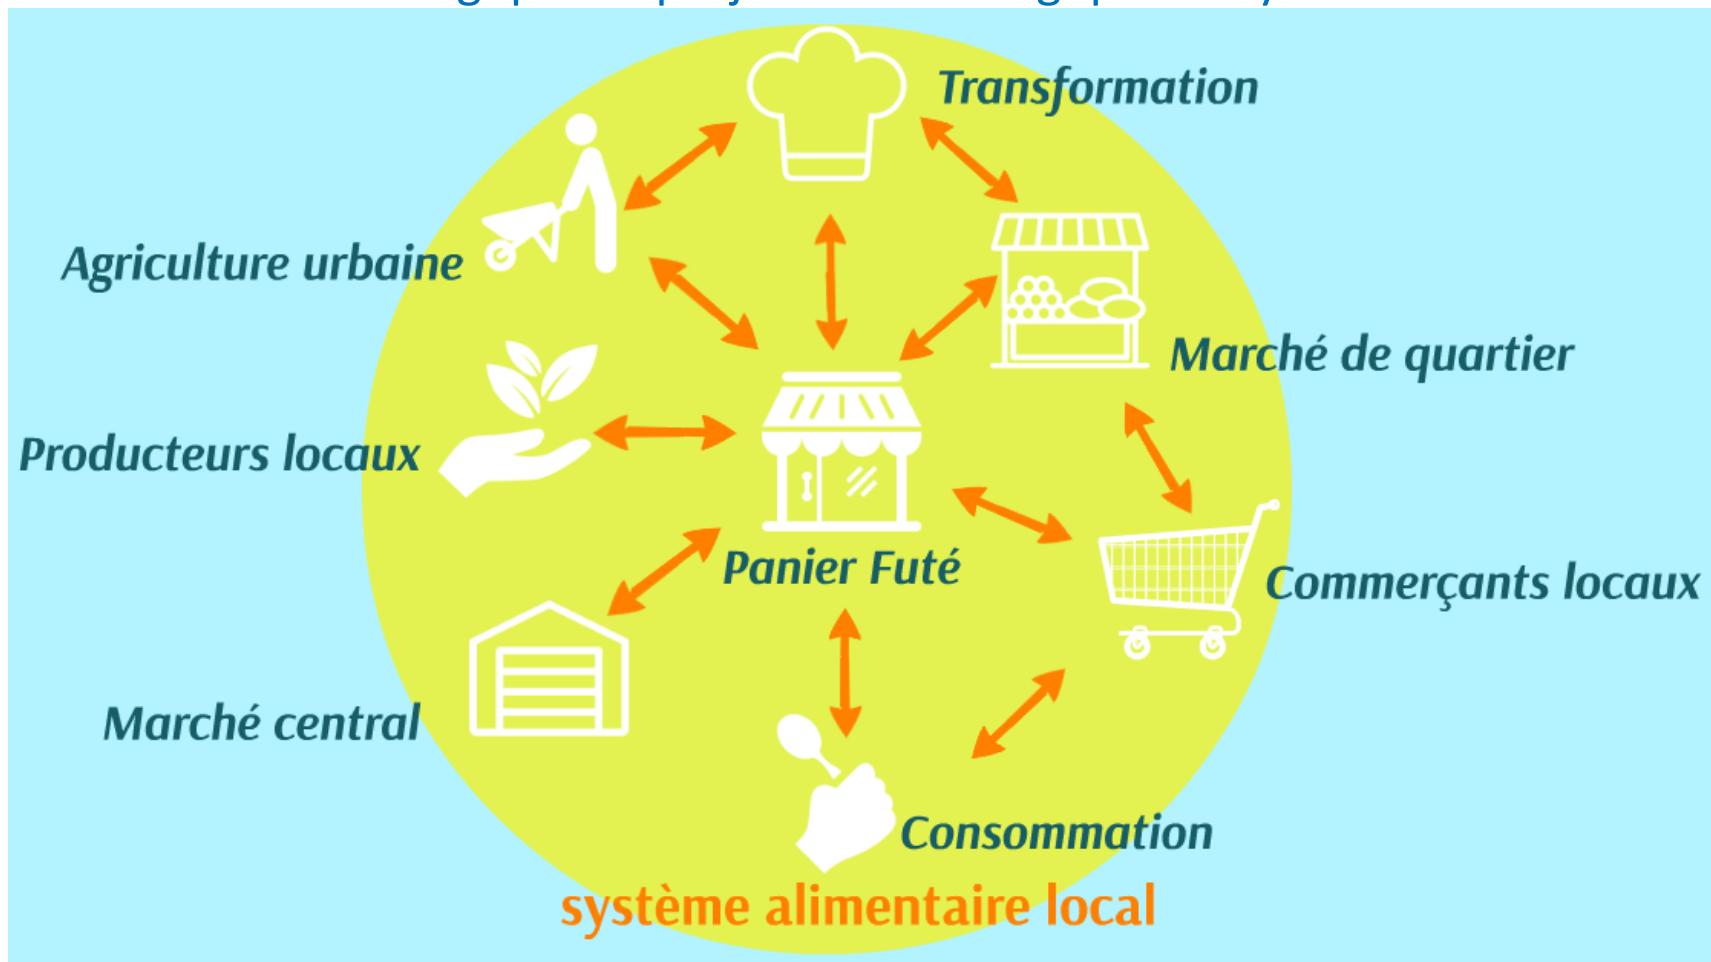 Transformation
Agriculture urbaine
Marché de quartier
Producteurs locaux
Panier Futé
Commerçants locaux
Marché central
Consommation
système alimentaire local